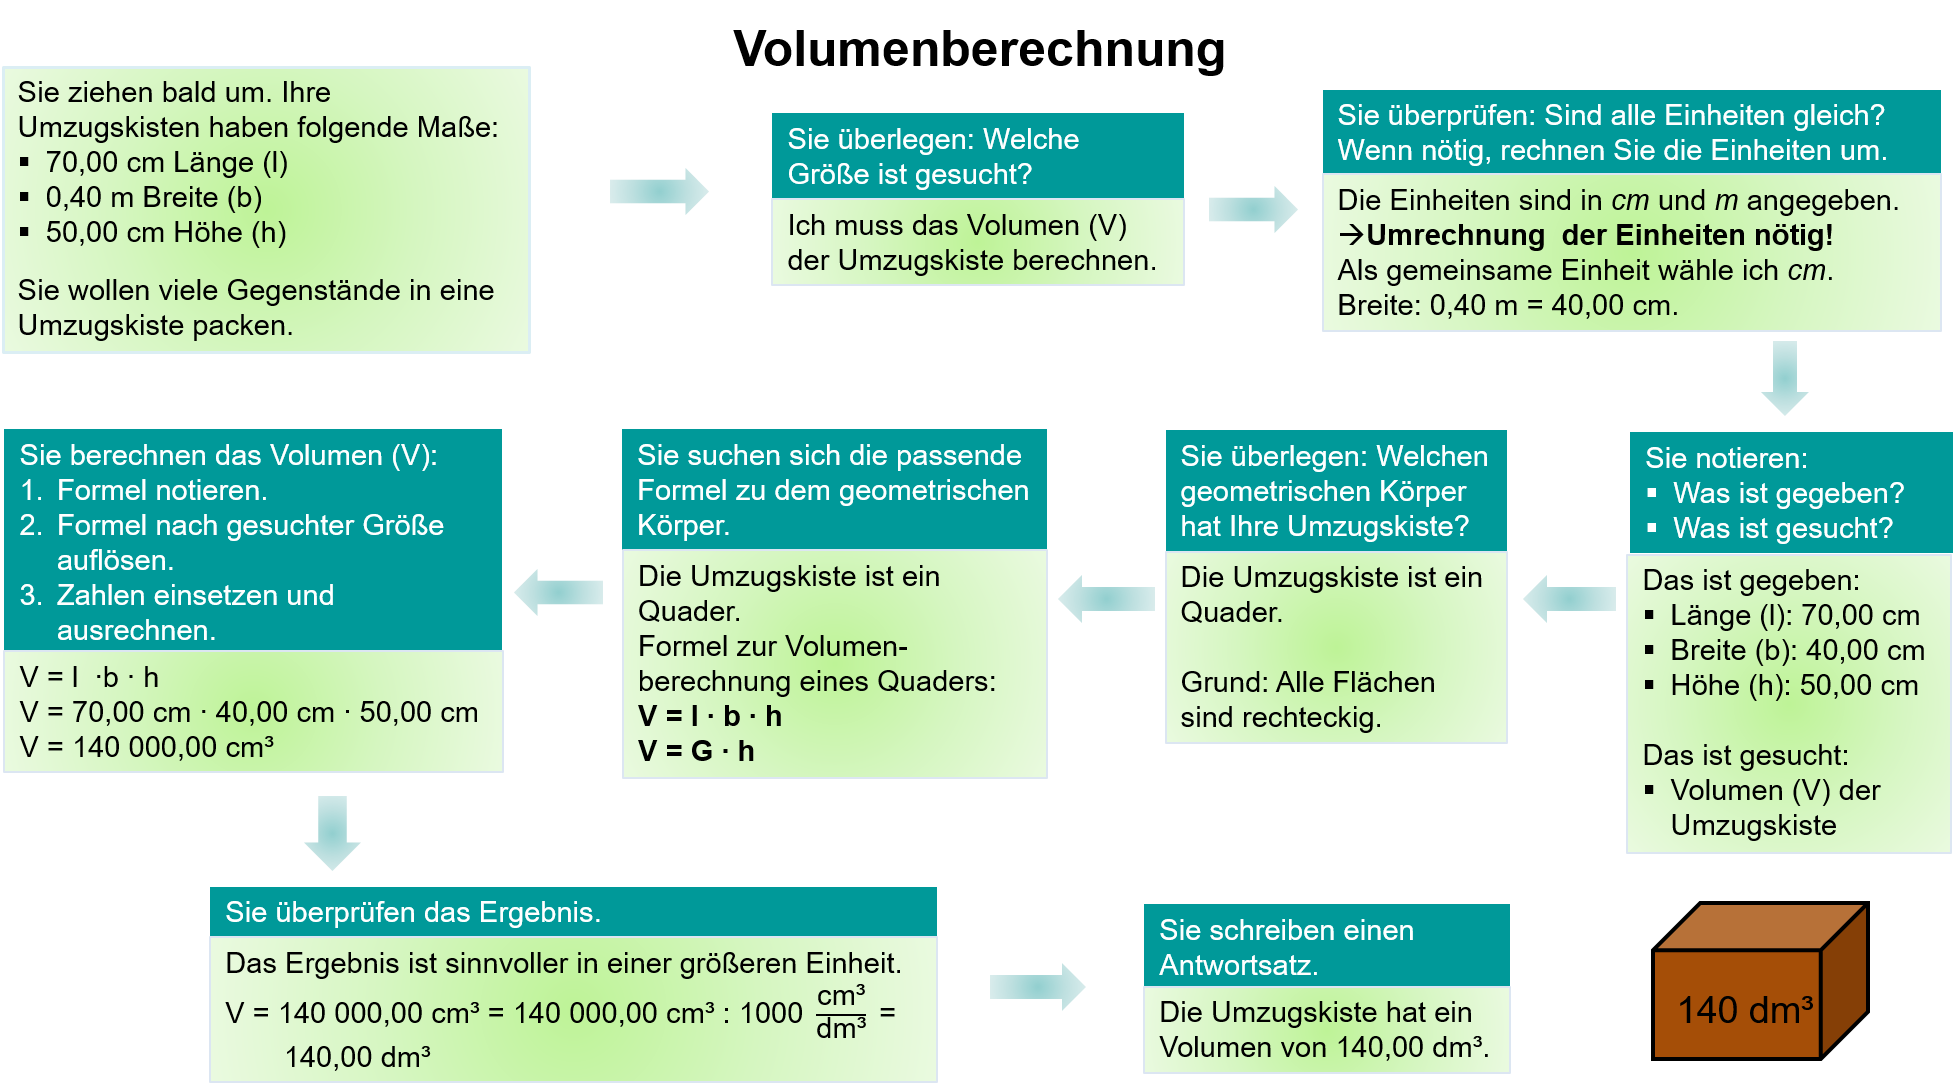 Volumenberechnung
Sie ziehen bald um. Ihre
Umzugskisten haben folgende Maße:
▪ 70,00 cm Länge (l)
▪ 0,40 m Breite (b)
▪ 50,00 cm Höhe (h)
Sie wollen viele Gegenstände in eine
Umzugskiste packen.
Sie überlegen: Welche
Größe ist gesucht?
Ich muss das Volumen (V)
der Umzugskiste berechnen.
Sie überprüfen: Sind alle Einheiten gleich?
Wenn nötig, rechnen Sie die Einheiten um.
Die Einheiten sind in cm und m angegeben.
→Umrechnung der Einheiten nötig!
Als gemeinsame Einheit wähle ich cm.
Breite: 0,40 m = 40,00 cm.
Sie notieren:
▪ Was ist gegeben?
▪ Was ist gesucht?
Das ist gegeben:
▪ Länge (l): 70,00 cm
▪ Breite (b): 40,00 cm
▪ Höhe (h): 50,00 cm
Das ist gesucht:
▪ Volumen (V) der
Umzugskiste
Sie überlegen: Welchen
geometrischen Körper
hat Ihre Umzugskiste?
Die Umzugskiste ist ein
Quader.
Grund: Alle Flächen
sind rechteckig.
Sie suchen sich die passende
Formel zu dem geometrischen
Körper.
Die Umzugskiste ist ein
Quader.
Formel zur Volumen-
berechnung eines Quaders:
V = l · b · h
V = G · h
Sie berechnen das Volumen (V):
1. Formel notieren.
2. Formel nach gesuchter Größe
auflösen.
3. Zahlen einsetzen und
ausrechnen.
V = l ·b · h
V = 70,00 cm · 40,00 cm · 50,00 cm
V = 140 000,00 cm³
Sie überprüfen das Ergebnis.
Das Ergebnis ist sinnvoller in einer größeren Einheit.
V = 140 000,00 cm³ = 140 000,00 cm³ : 1000 cm³/dm³ =
140,00 dm³
Sie schreiben einen
Antwortsatz.
Die Umzugskiste hat ein
Volumen von 140,00 dm³.
140 dm³